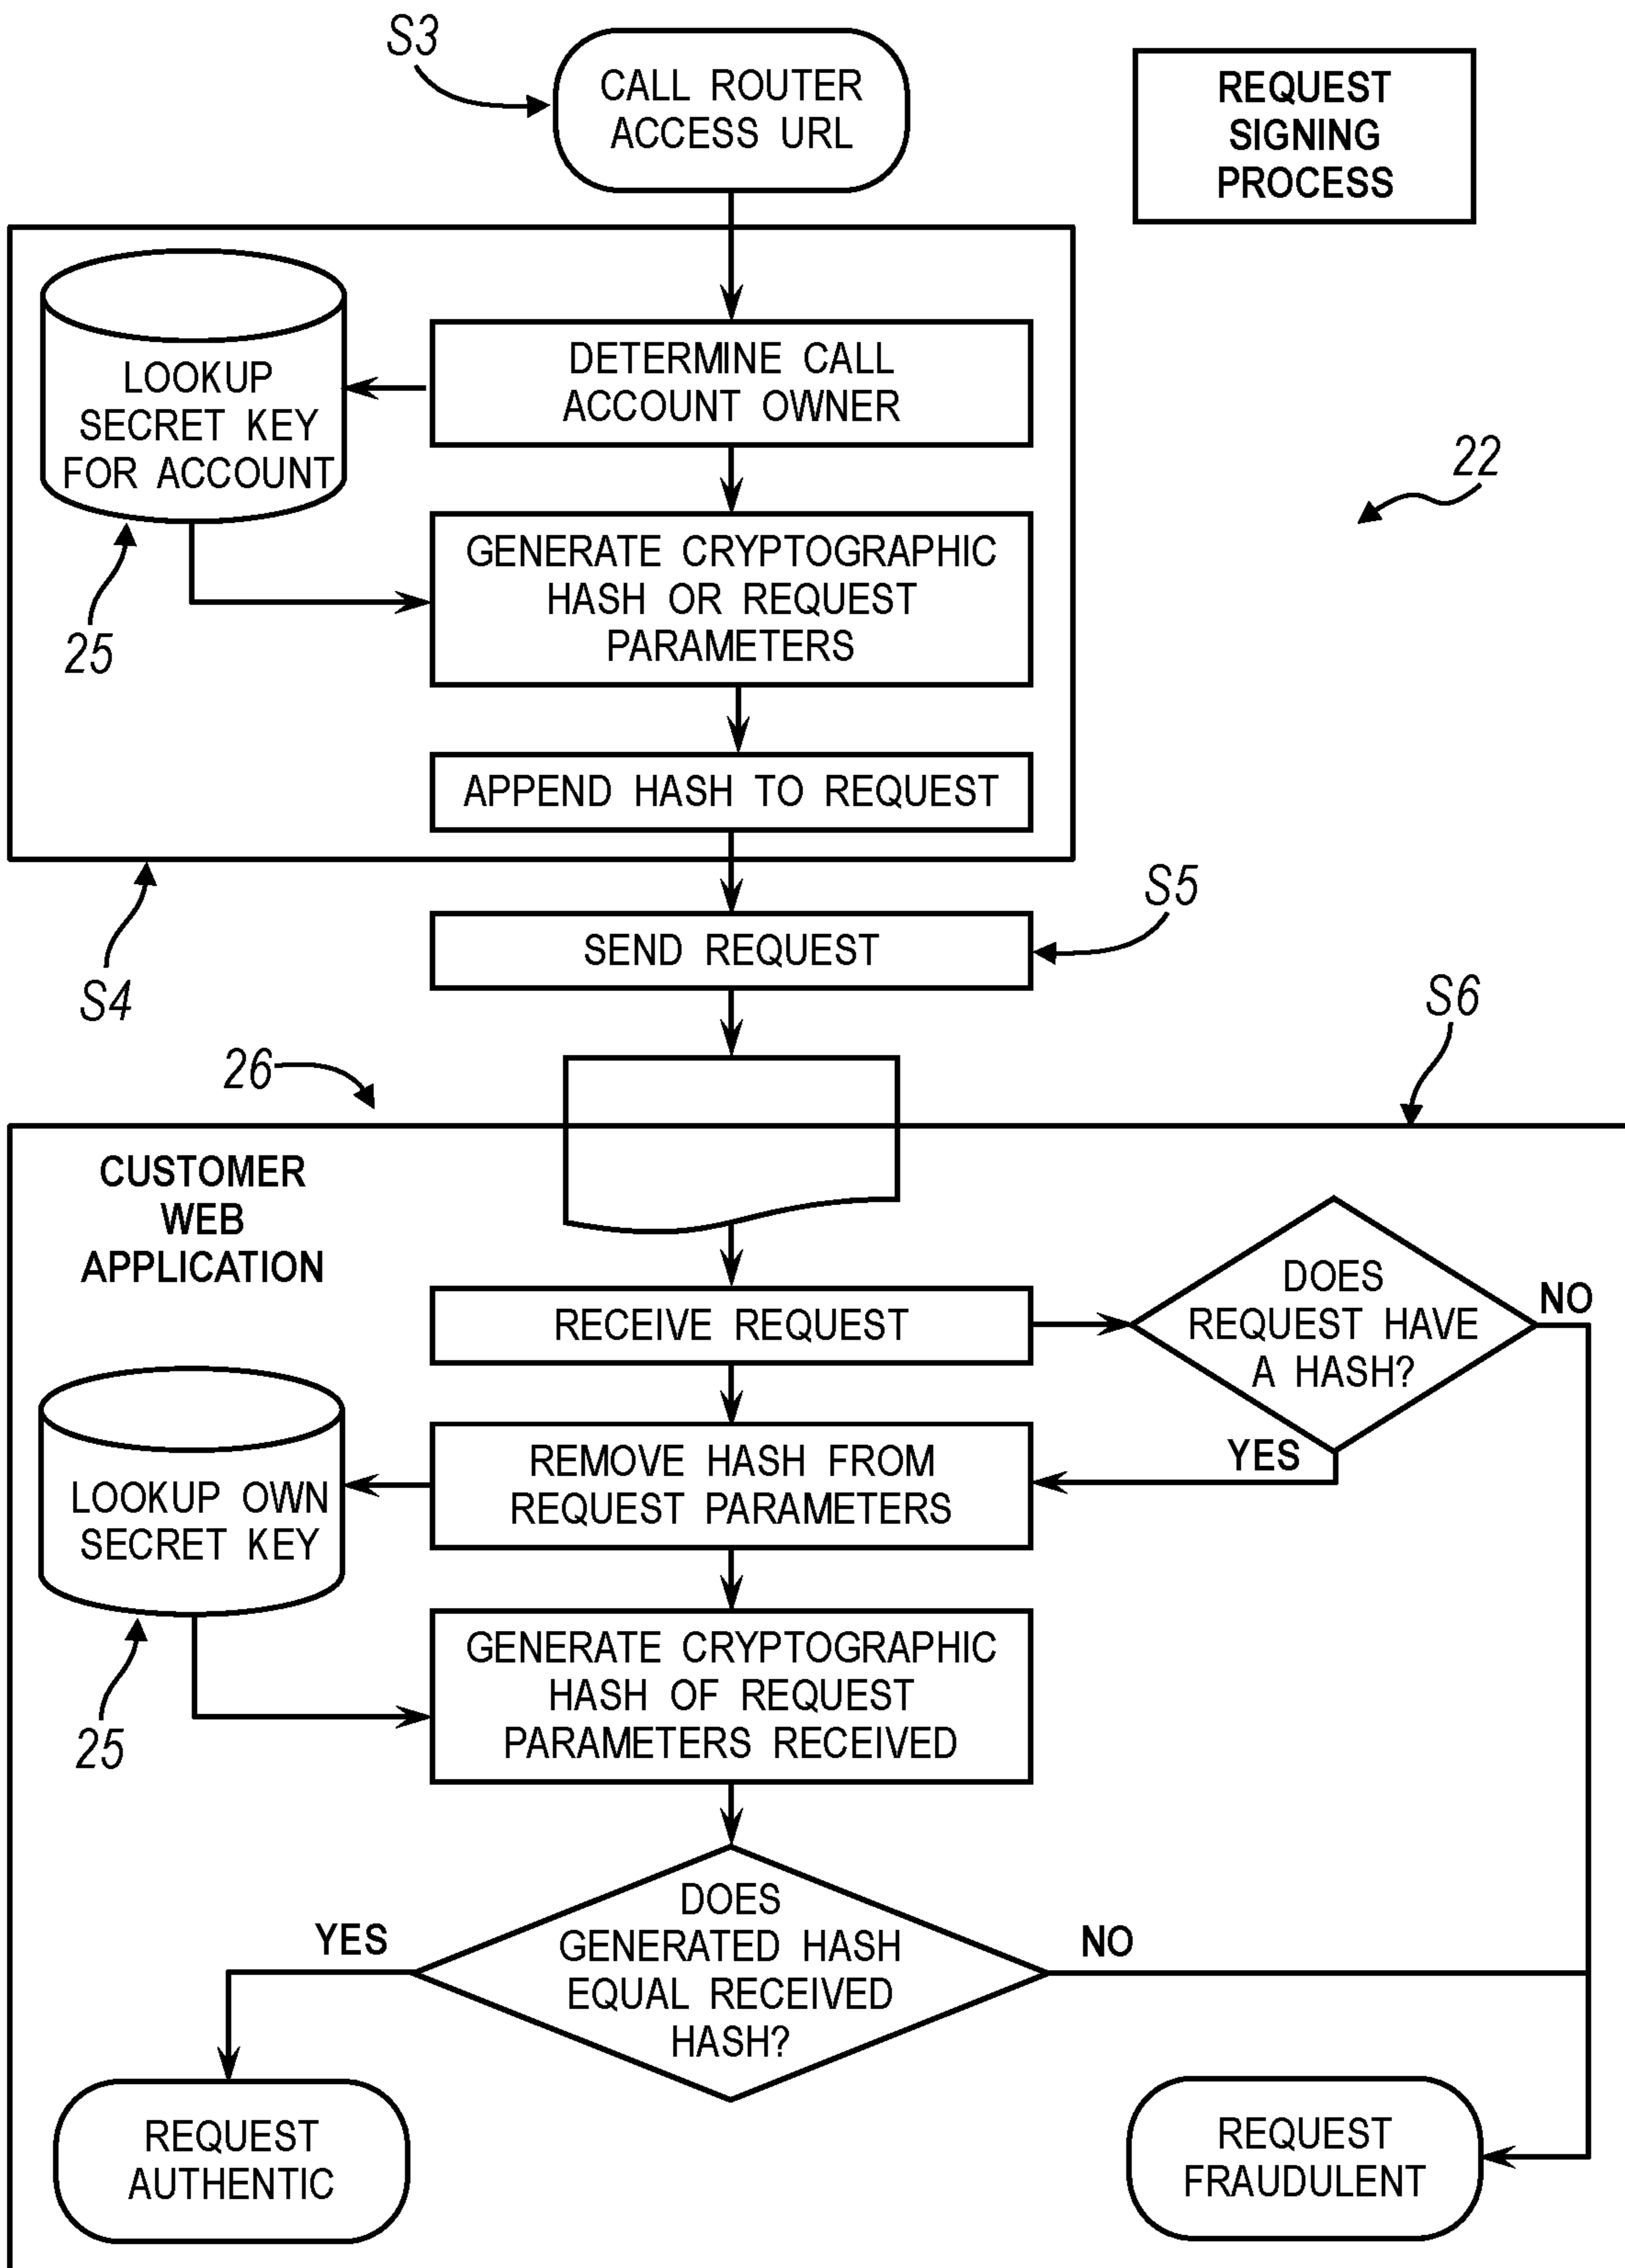 S3
CALL ROUTER
ACCESS URL
REQUEST
SIGNING
PROCESS
LOOKUP
SECRET KEY
FOR ACCOUNT
DETERMINE CALL
ACCOUNT OWNER
22
GENERATE CRYPTOGRAPHIC
HASH OR REQUEST
PARAMETERS
25
APPEND HASH TO REQUEST
S4
S5
SEND REQUEST
26
S6
CUSTOMER
WEB
APPLICATION
RECEIVE REQUEST
DOES
REQUEST HAVE
A HASH?
NO
YES
REMOVE HASH FROM
REQUEST PARAMETERS
LOOKUP OWN
SECRET KEY
25
GENERATE CRYPTOGRAPHIC
HASH OF REQUEST
PARAMETERS RECEIVED
DOES
GENERATED HASH
EQUAL RECEIVED
HASH?
YES
NO
REQUEST
AUTHENTIC
REQUEST
FRAUDULENT